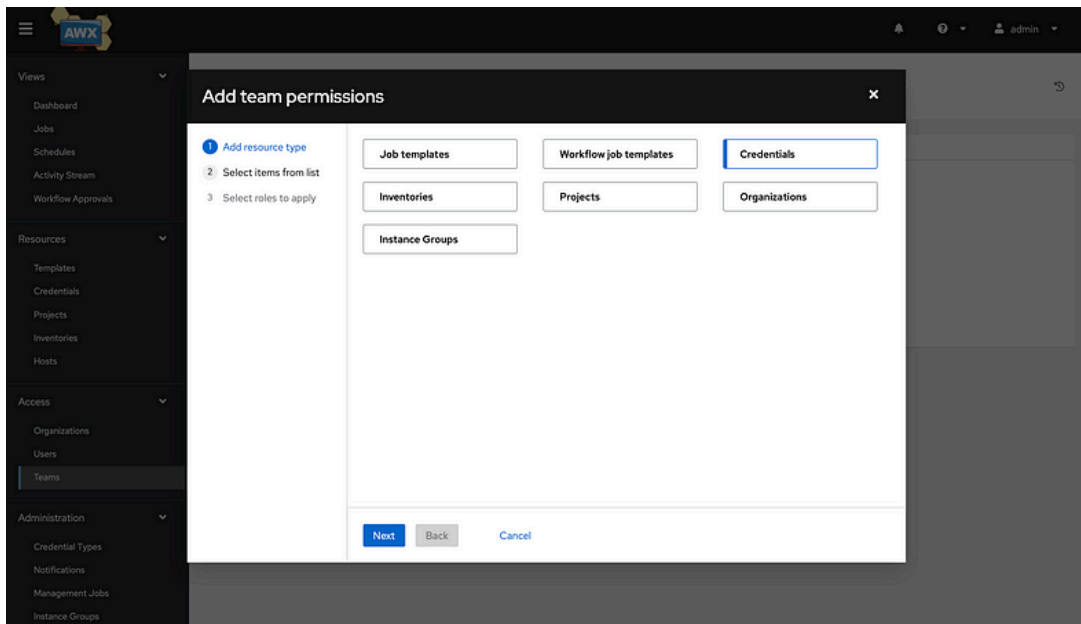 AWX
admin
Views
Dashboard
Jobs
Schedules
Activity Stream
Workflow Approvals
Resources
Templates
Credentials
Projects
Inventories
Hosts
Access
Organizations
Users
Teams
Administration
Credential Types
Notifications
Management Jobs
Instance Groups
Add team permissions
1 Add resource type
2 Select items from list
3 Select roles to apply
Job templates Workflow job templates Credentials
Inventories Projects Organizations
Instance Groups
Next Back Cancel